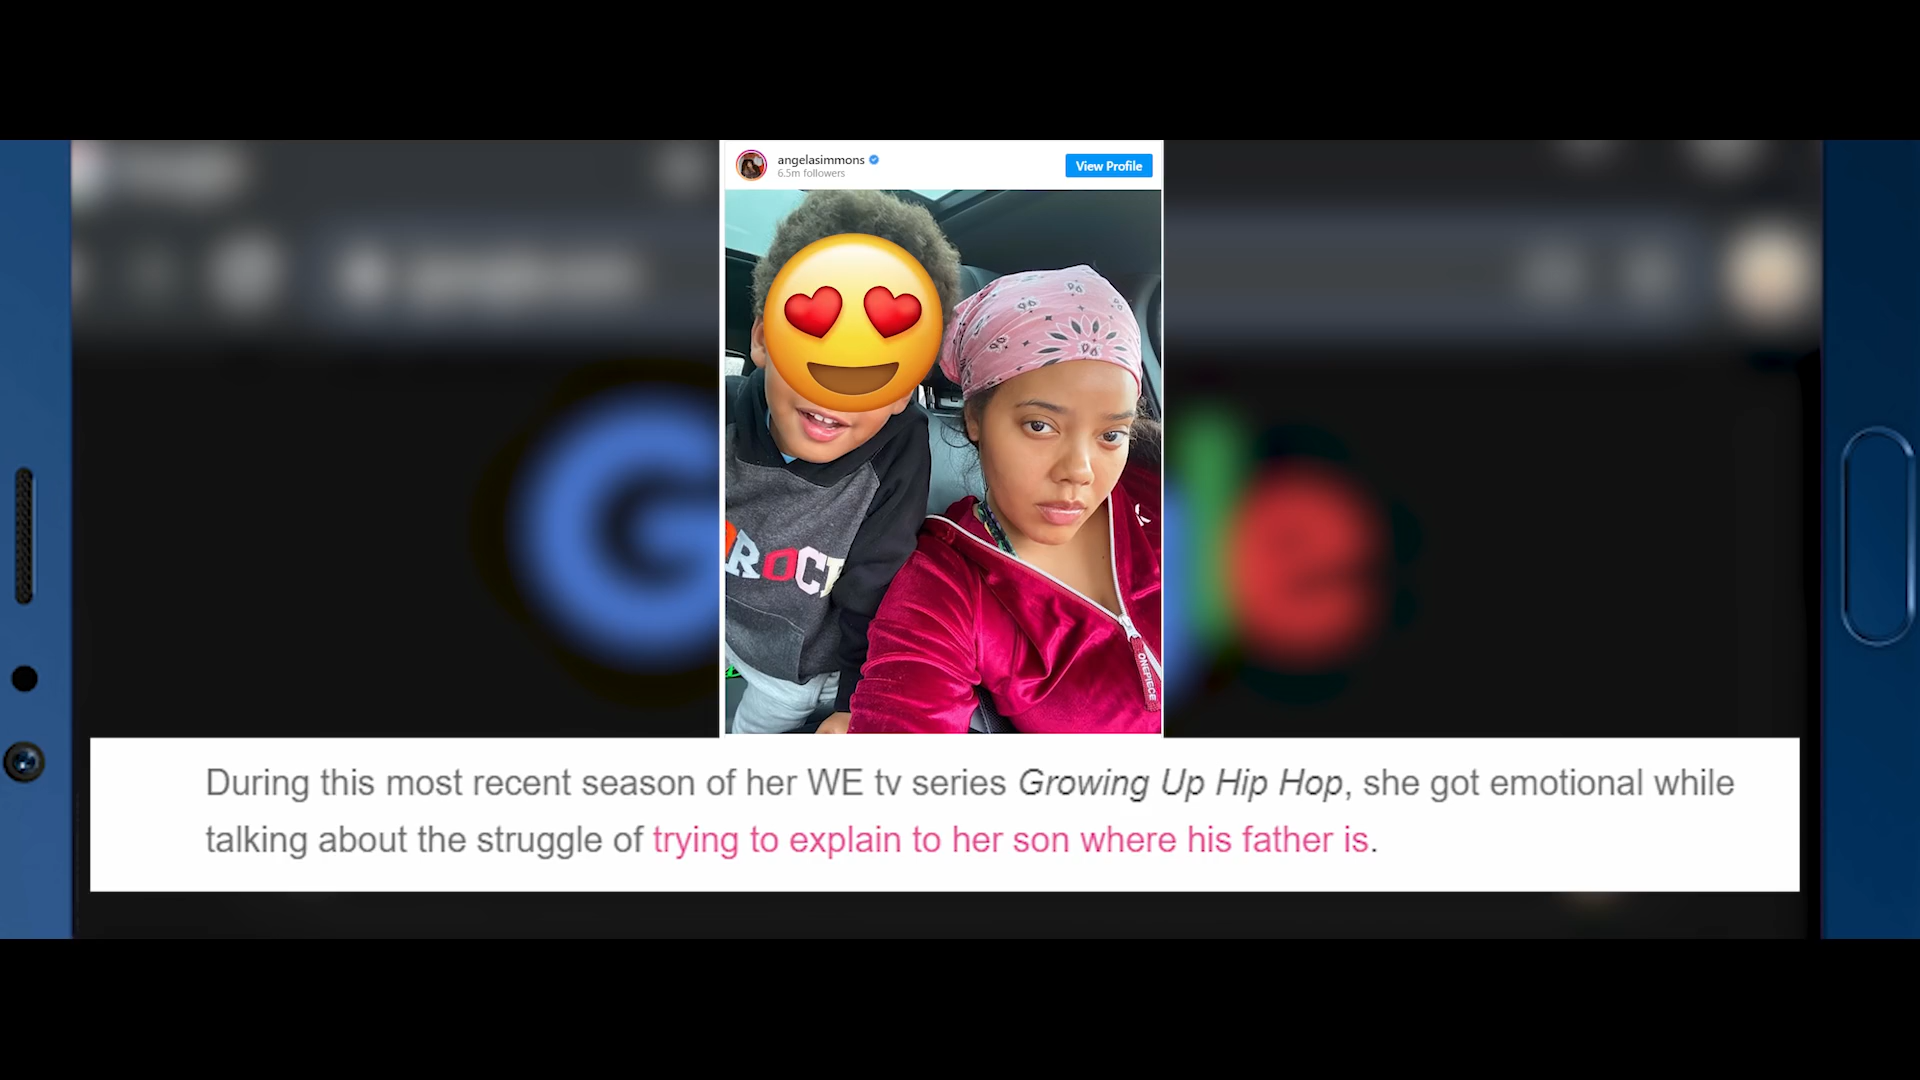 angelasimmons
6.5m followers
View Profile
ROCK
ONEPIECE
During this most recent season of her WE tv series Growing Up Hip Hop, she got emotional while
talking about the struggle of trying to explain to her son where his father is.